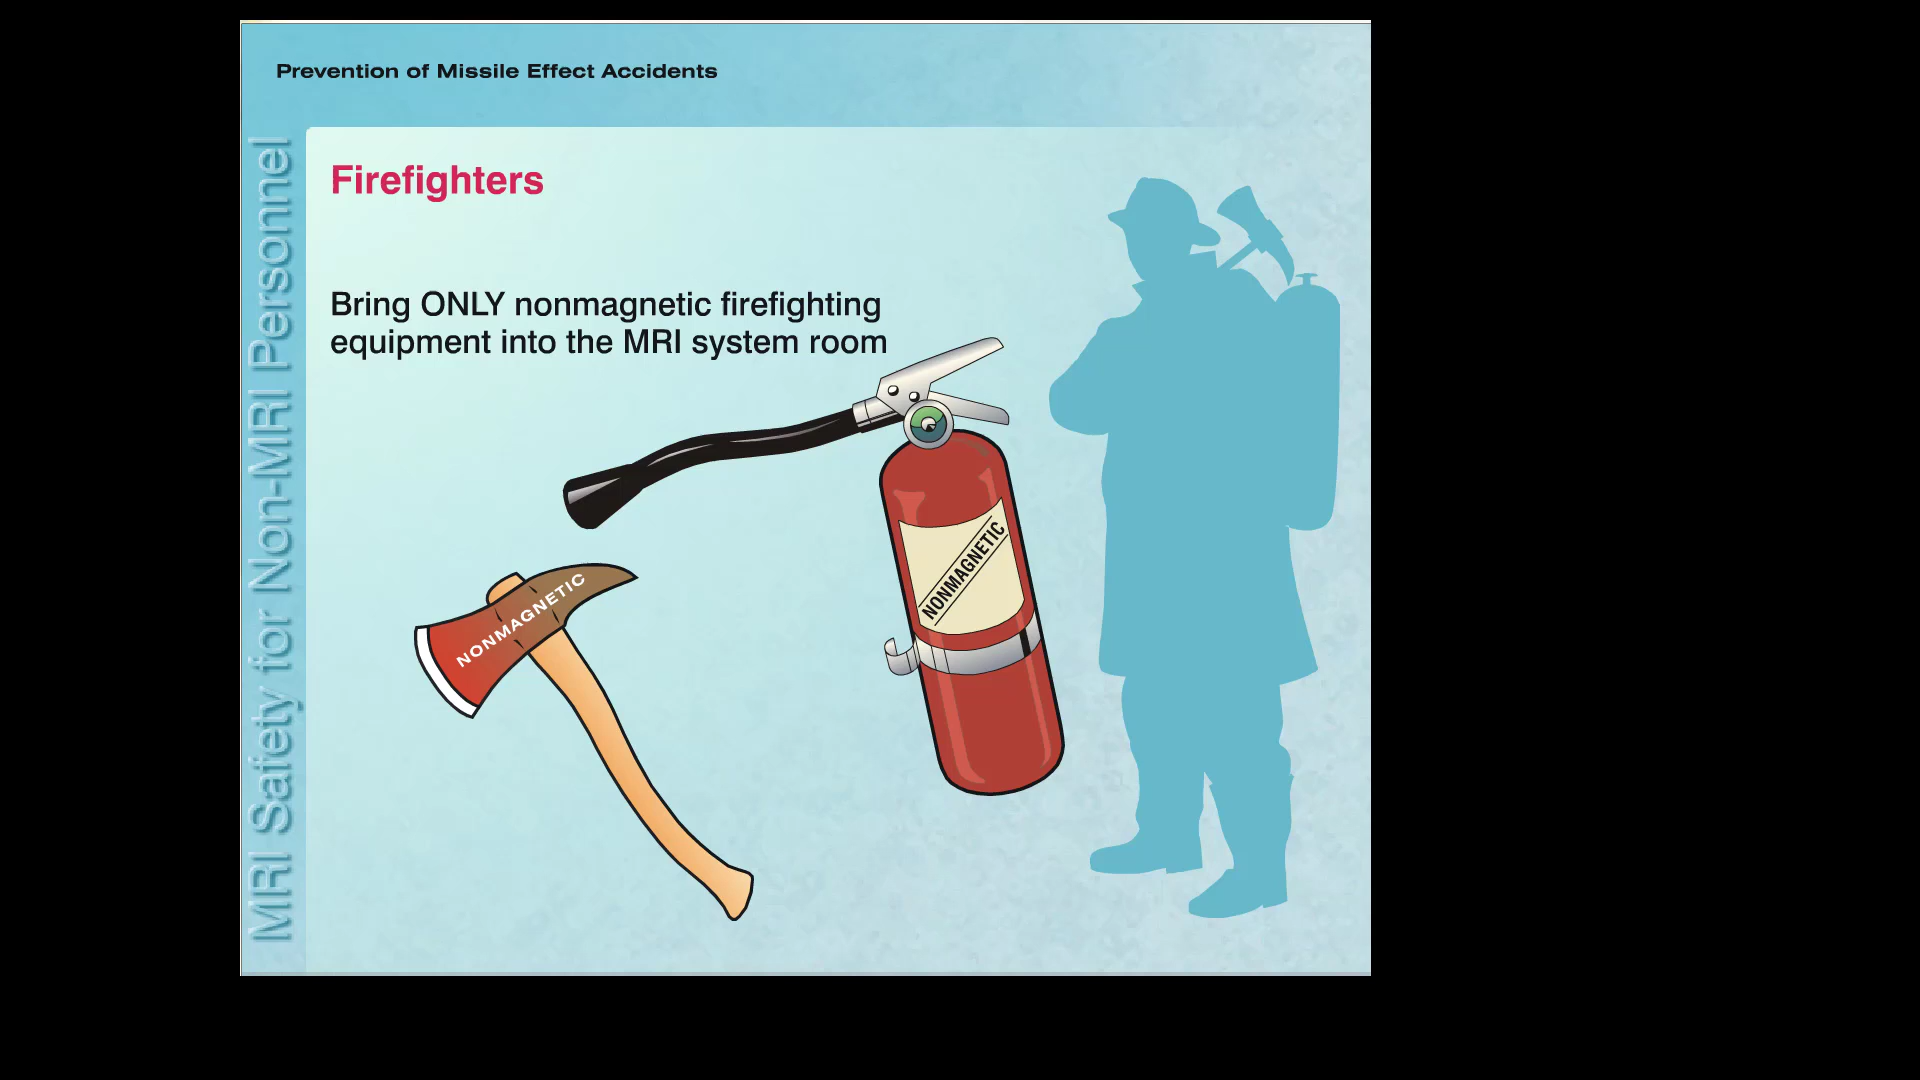 Prevention of Missile Effect Accidents
MRI Safety for Non-MRI Personnel
Firefighters
Bring ONLY nonmagnetic firefighting
equipment into the MRI system room
NONMAGNETIC
NONMAGNETIC